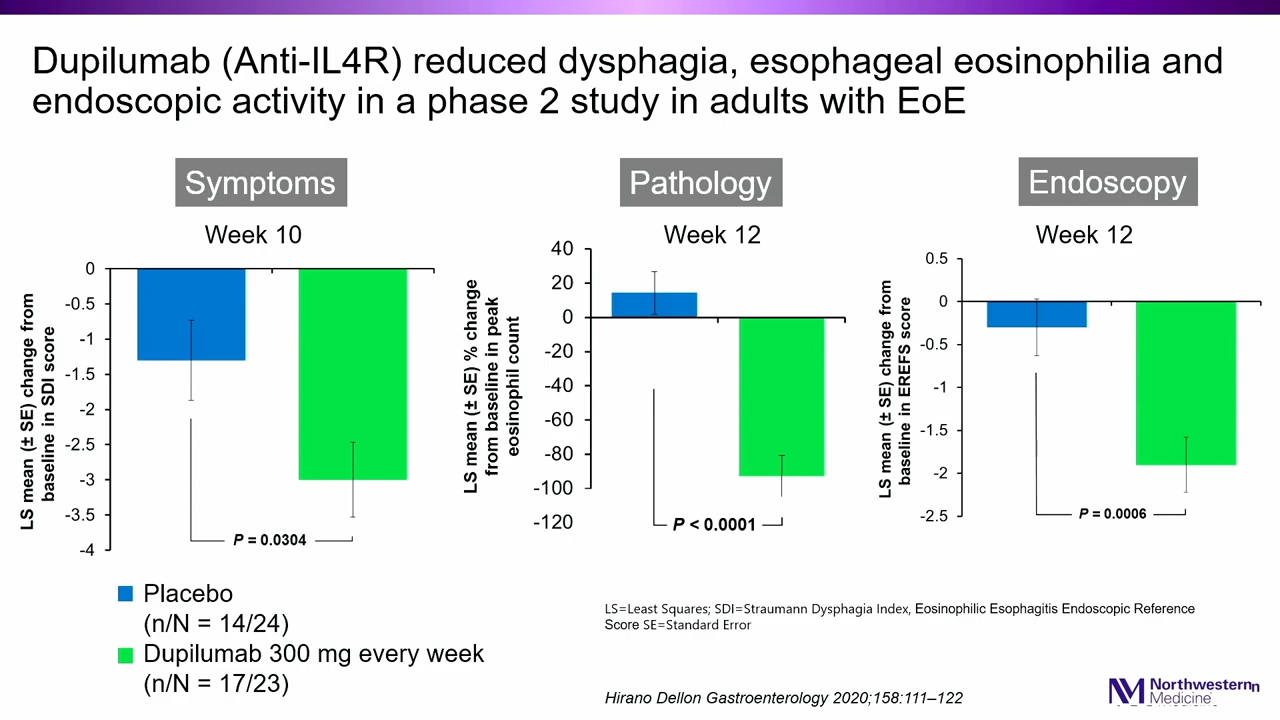 Dupilumab (Anti-IL4R) reduced dysphagia, esophageal eosinophilia and
endoscopic activity in a phase 2 study in adults with EoE
Symptoms
Week 10
LS mean (± SE) change from
baseline in SDI score
0
-0.5
-1
-1.5
-2
-2.5
-3
-3.5
-4
P = 0.0304
Pathology
Week 12
LS mean (± SE) % change
from baseline in peak
eosinophil count
40
20
0
-20
-40
-60
-80
-100
-120
P < 0.0001
Endoscopy
Week 12
LS mean (± SE) change from
baseline in EREFS score
0.5
0
-0.5
-1
-1.5
-2
-2.5
P = 0.0006
Placebo
(n/N = 14/24)
Dupilumab 300 mg every week
(n/N = 17/23)
LS=Least Squares; SDI=Straumann Dysphagia Index, Eosinophilic Esophagitis Endoscopic Reference
Score SE=Standard Error
Hirano Dellon Gastroenterology 2020;158:111–122
Northwestern
Medicine